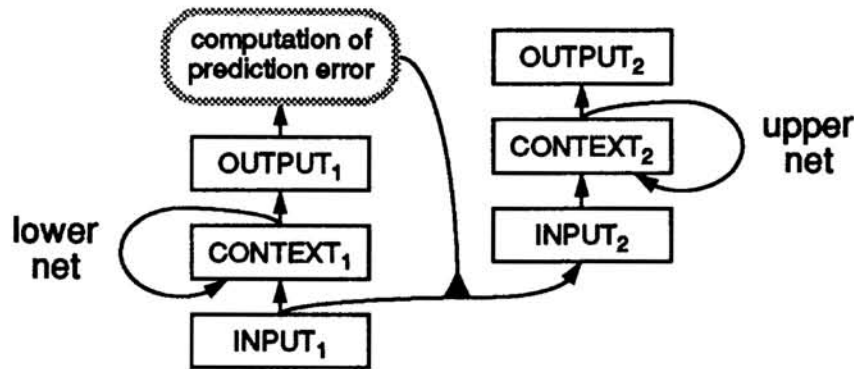 computation of
prediction error
OUTPUT₁
lower
net
CONTEXT₁
INPUT₁
OUTPUT₂
CONTEXT₂
upper
net
INPUT₂